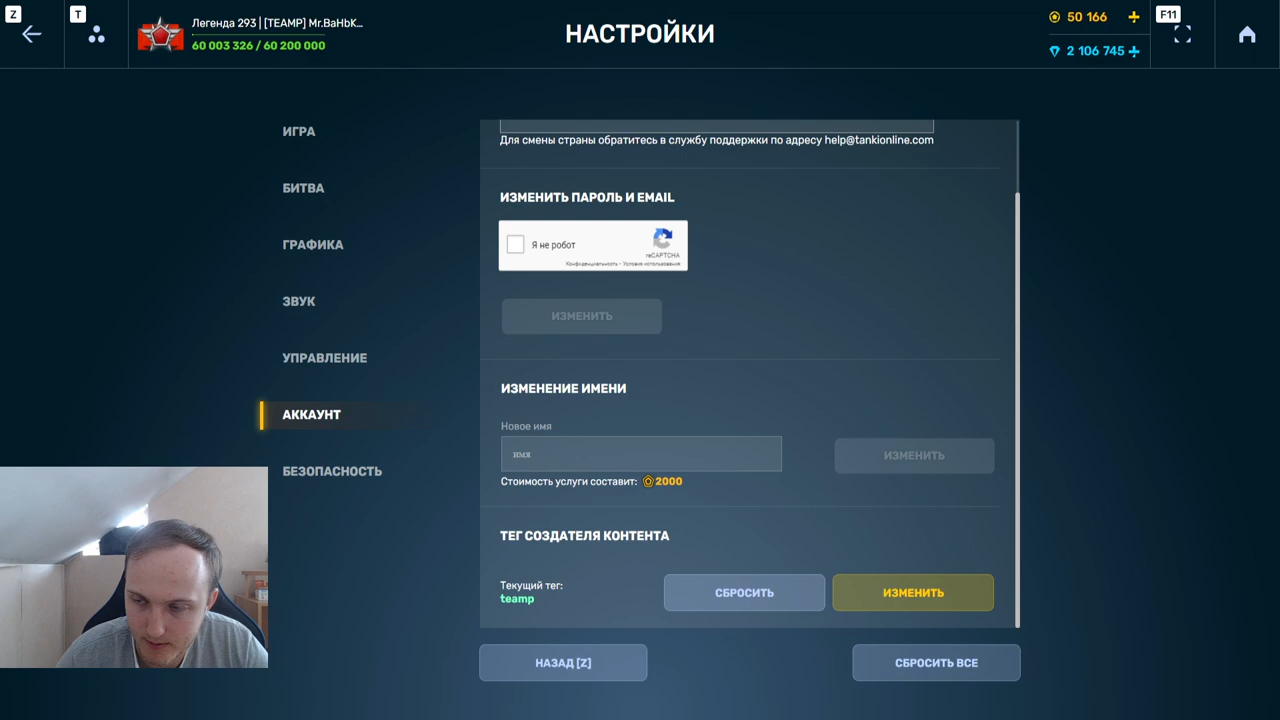 Z
T
Легенда 293 | [TEAMP] Mr.BaHbK...
60 003 326 / 60 200 000
НАСТРОЙКИ
50 166
2 106 745
F11
ИГРА
БИТВА
ГРАФИКА
ЗВУК
УПРАВЛЕНИЕ
АККАУНТ
БЕЗОПАСНОСТЬ
Для смены страны обратитесь в службу поддержки по адресу help@tankionline.com
ИЗМЕНИТЬ ПАРОЛЬ И EMAIL
Я не робот
reCAPTCHA
Конфиденциальность - Условия использования
ИЗМЕНИТЬ
ИЗМЕНЕНИЕ ИМЕНИ
Новое имя
имя
ИЗМЕНИТЬ
Стоимость услуги составит: 2000
ТЕГ СОЗДАТЕЛЯ КОНТЕНТА
Текущий тег:
teamp
СБРОСИТЬ
ИЗМЕНИТЬ
НАЗАД [Z]
СБРОСИТЬ ВСЕ